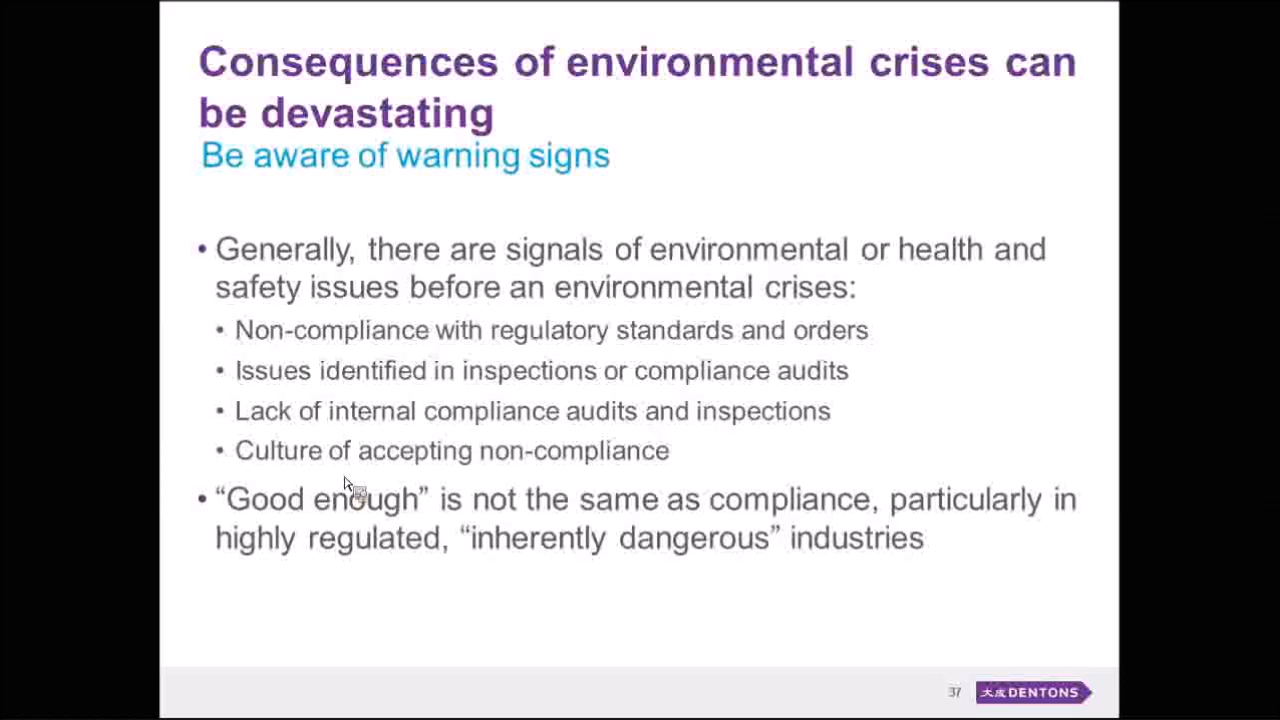 Consequences of environmental crises can
be devastating
Be aware of warning signs
• Generally, there are signals of environmental or health and
safety issues before an environmental crises:
• Non-compliance with regulatory standards and orders
• Issues identified in inspections or compliance audits
• Lack of internal compliance audits and inspections
• Culture of accepting non-compliance
• “Good enough” is not the same as compliance, particularly in
highly regulated, “inherently dangerous” industries
37
大成 DENTONS